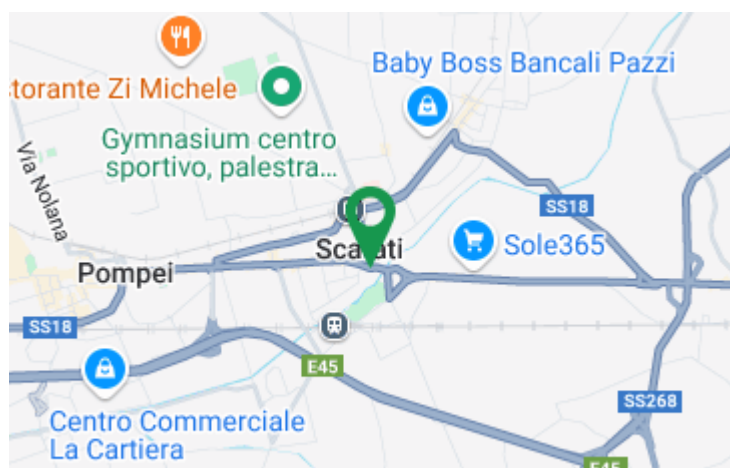 storante Zi Michele
Baby Boss Bancali Pazzi
Gymnasium centro
sportivo, palestra...
Via Nolana
SS18
Scafati
Sole365
Pompei
SS18
E45
Centro Commerciale
La Cartiera
SS268
E45